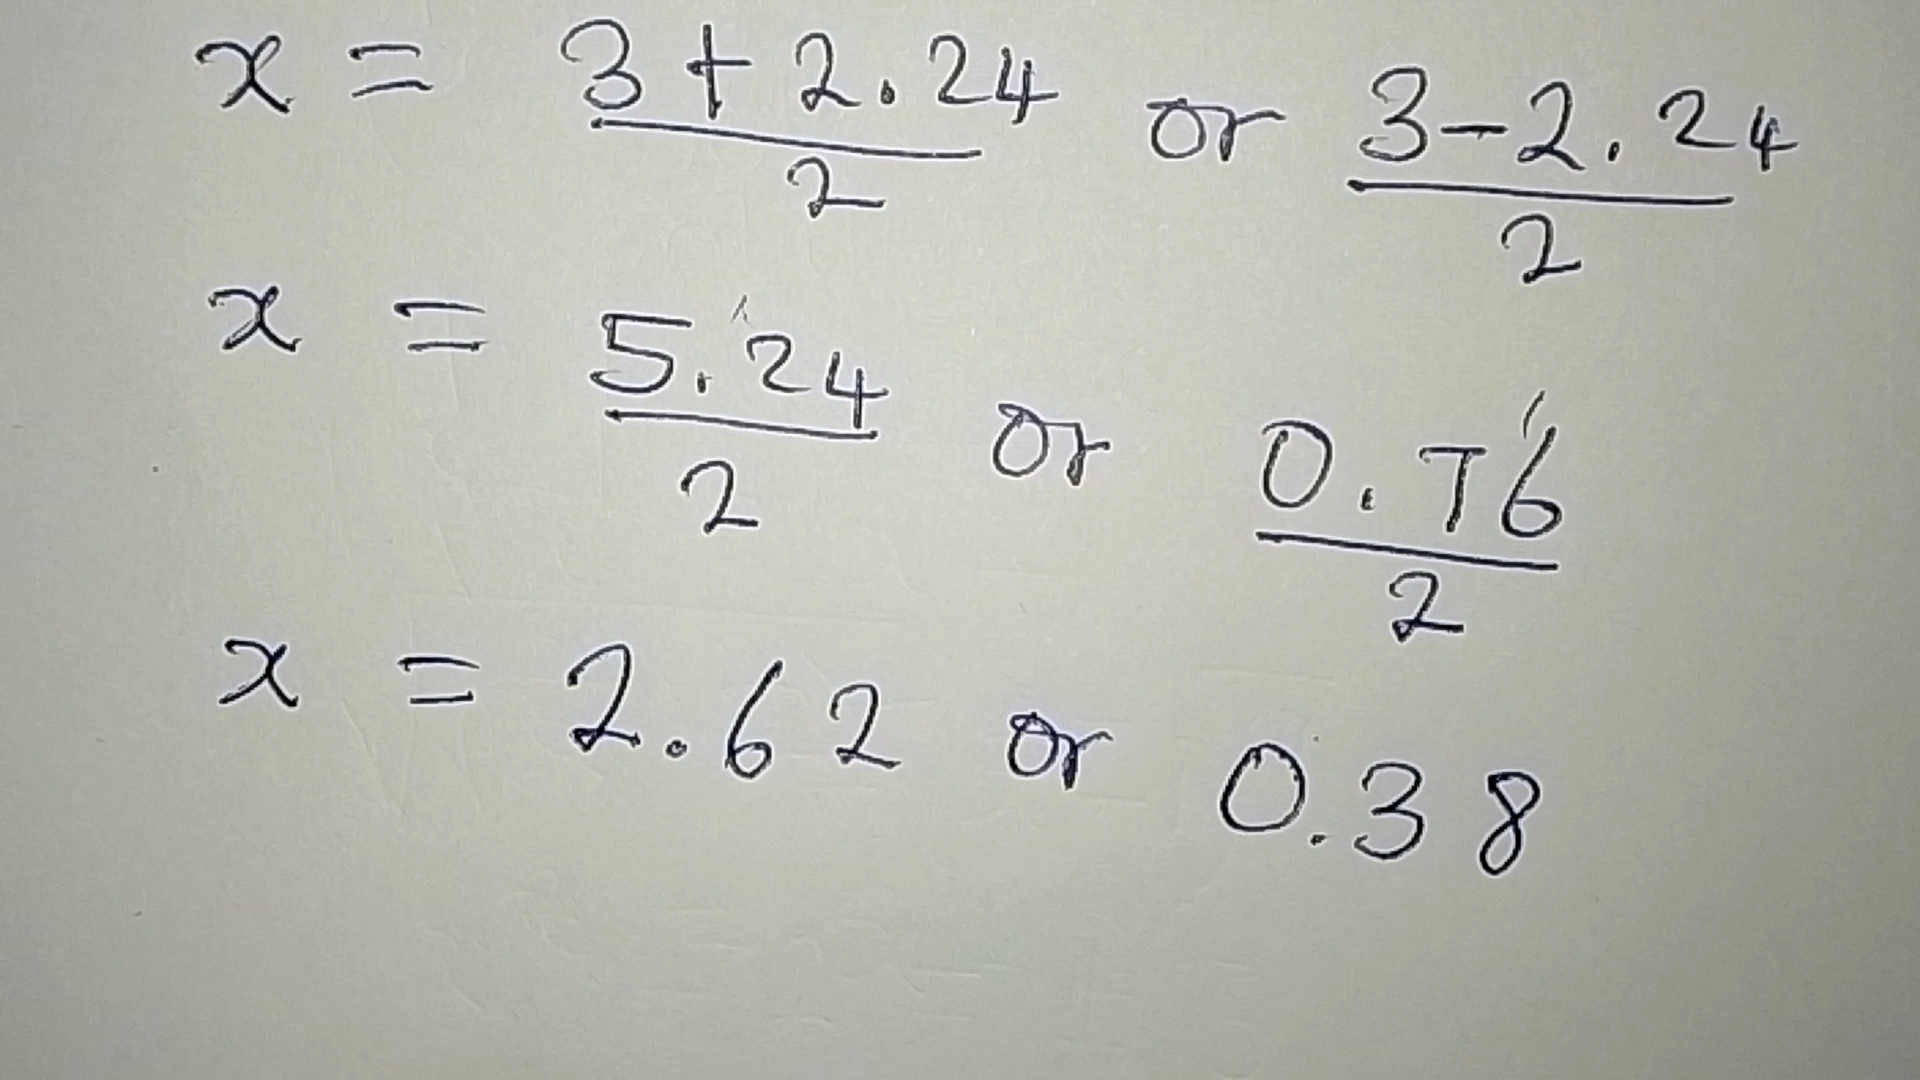 x = (3 + 2.24)/2 or (3 - 2.24)/2
x = 5.24/2 or 0.76/2
x = 2.62 or 0.38